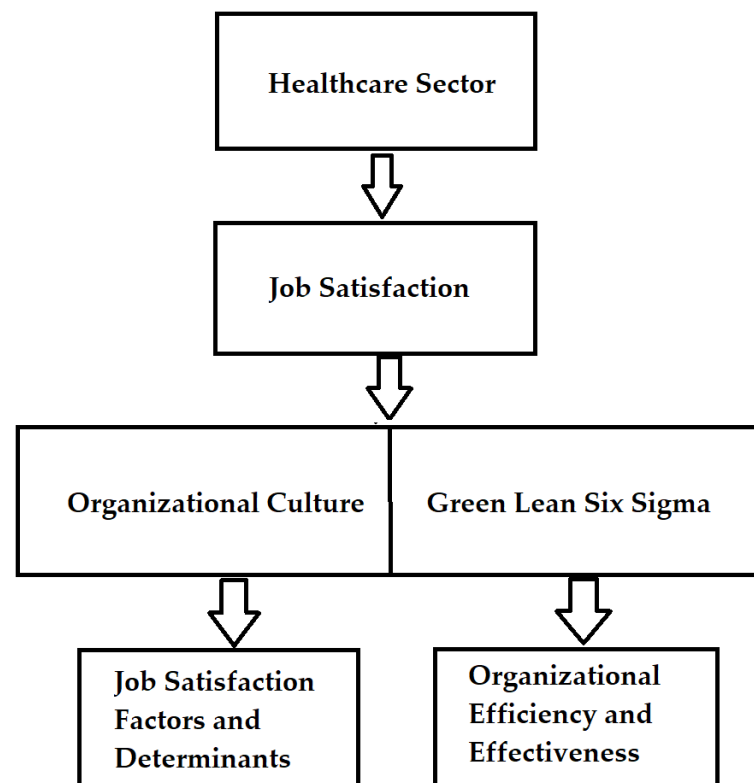 Healthcare Sector
Job Satisfaction
Organizational Culture
Green Lean Six Sigma
Job Satisfaction
Factors and
Determinants
Organizational
Efficiency and
Effectiveness